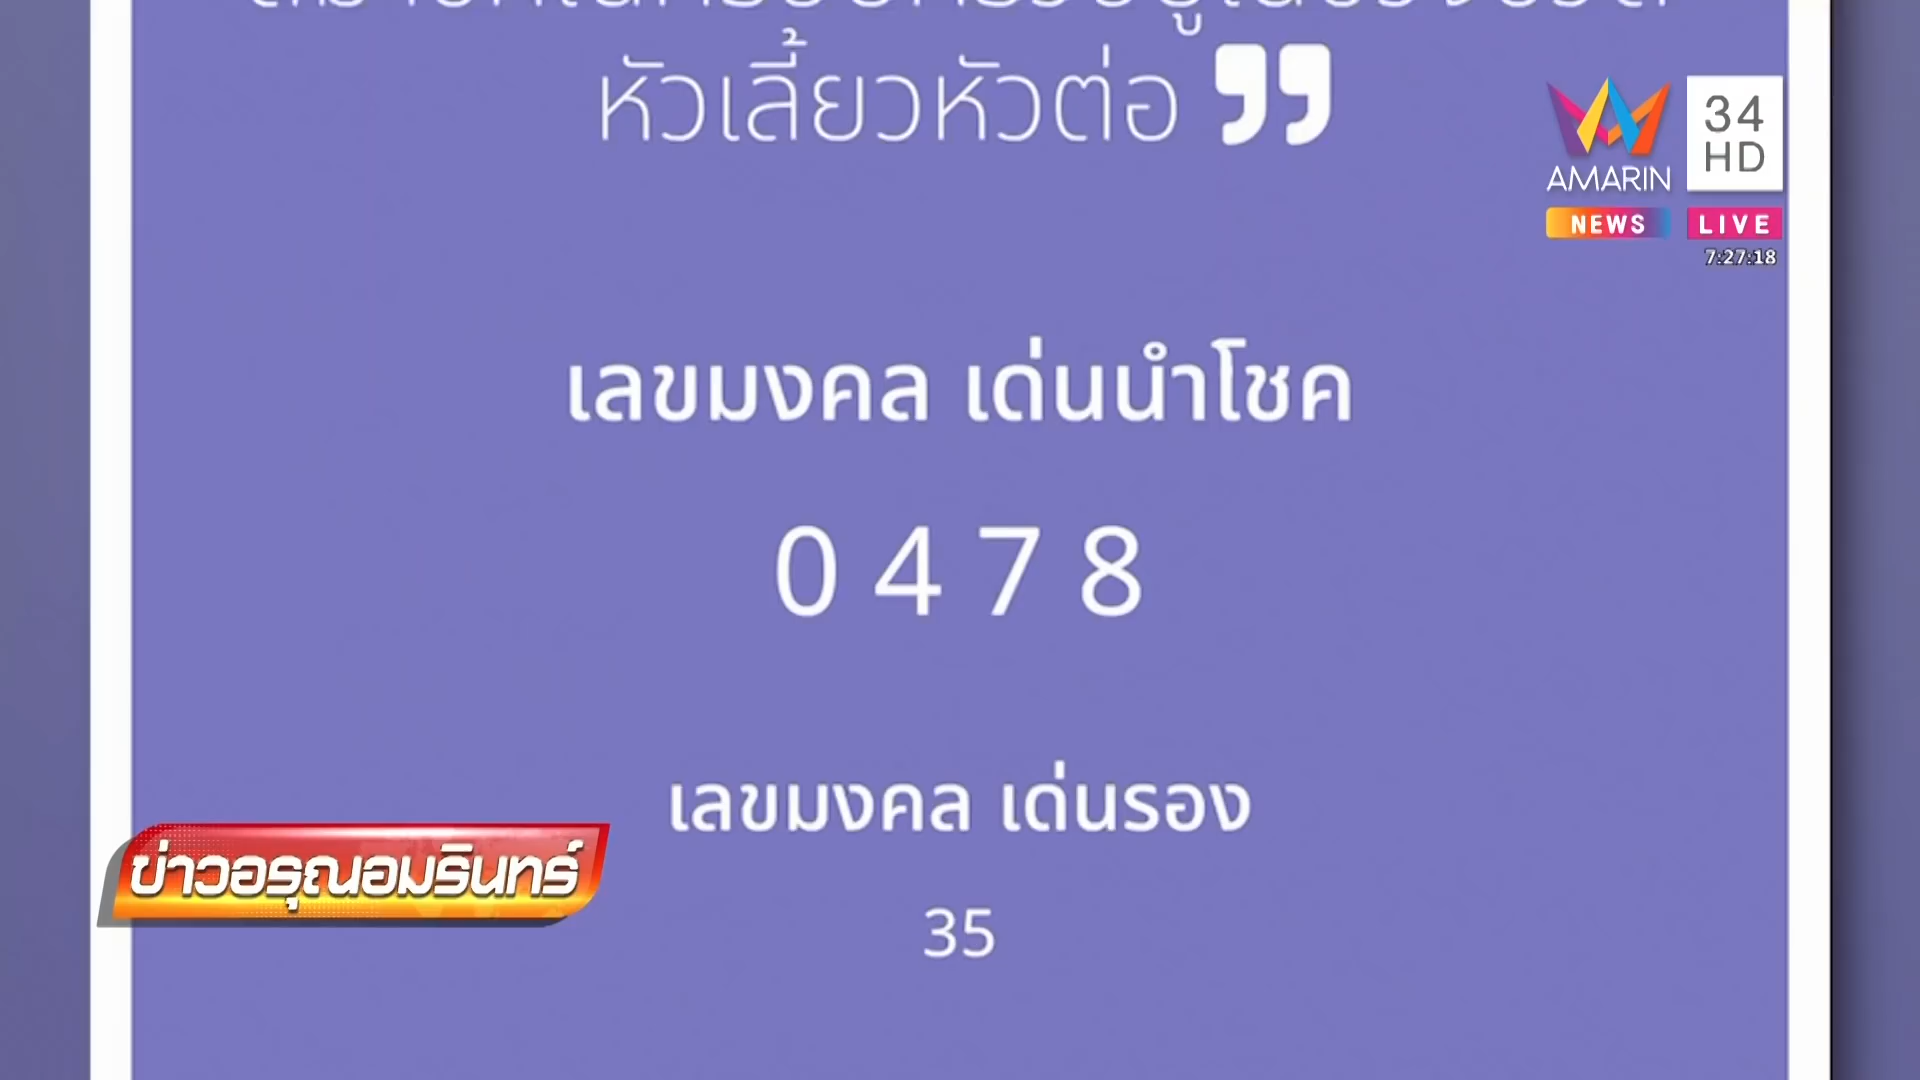 หัวเลี้ยวหัวต่อ ”
AMARIN
34
HD
NEWS
LIVE
7:27:18
เลขมงคล เด่นนำโชค
0 4 7 8
เลขมงคล เด่นรอง
ข่าวอรุณอมรินทร์
35